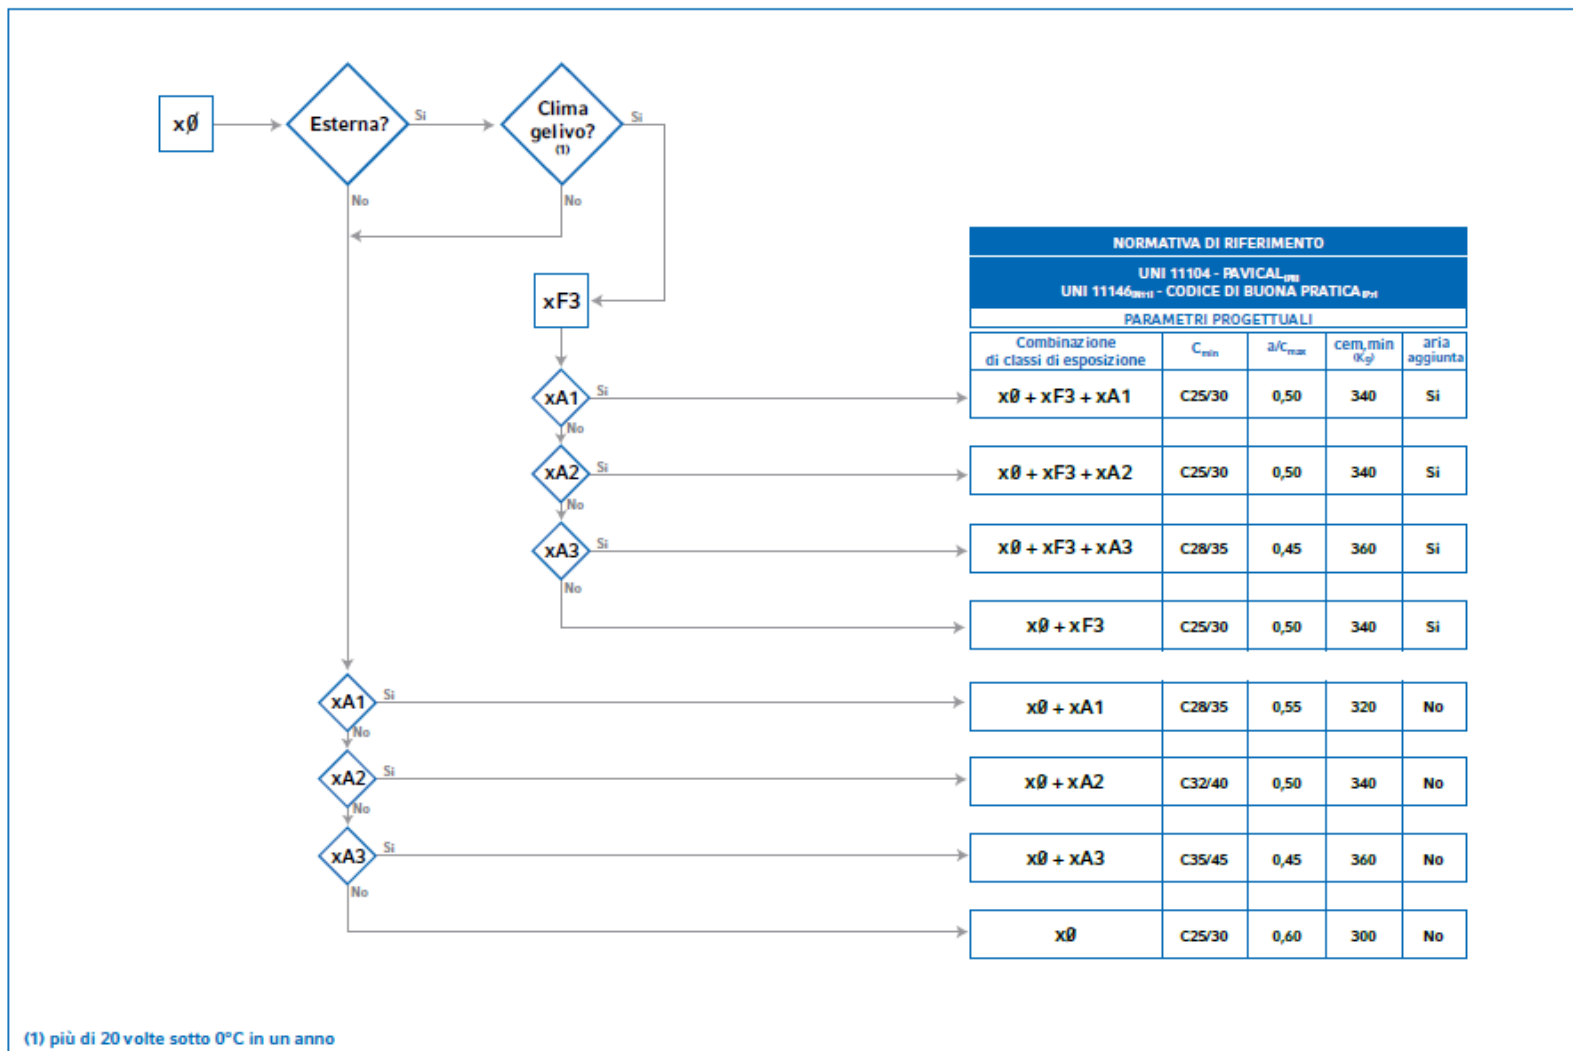 xØ
Esterna?
Si
Clima
gelivo?
(1)
Si
No
No
xF3
NORMATIVA DI RIFERIMENTO
UNI 11104 - PAVICAL
UNI 11146 - CODICE DI BUONA PRATICA
PARAMETRI PROGETTUALI
Combinazione
di classi di esposizione
Cmin
a/cmax
cem,min
(Kg)
aria
aggiunta
xA1
Si
No
xØ + xF3 + xA1 C25/30 0,50 340 Si
xA2
Si
No
xØ + xF3 + xA2 C25/30 0,50 340 Si
xA3
Si
No
xØ + xF3 + xA3 C28/35 0,45 360 Si
xØ + xF3 C25/30 0,50 340 Si
xA1
Si
No
xØ + xA1 C28/35 0,55 320 No
xA2
Si
No
xØ + xA2 C32/40 0,50 340 No
xA3
Si
No
xØ + xA3 C35/45 0,45 360 No
xØ C25/30 0,60 300 No
(1) più di 20 volte sotto 0°C in un anno